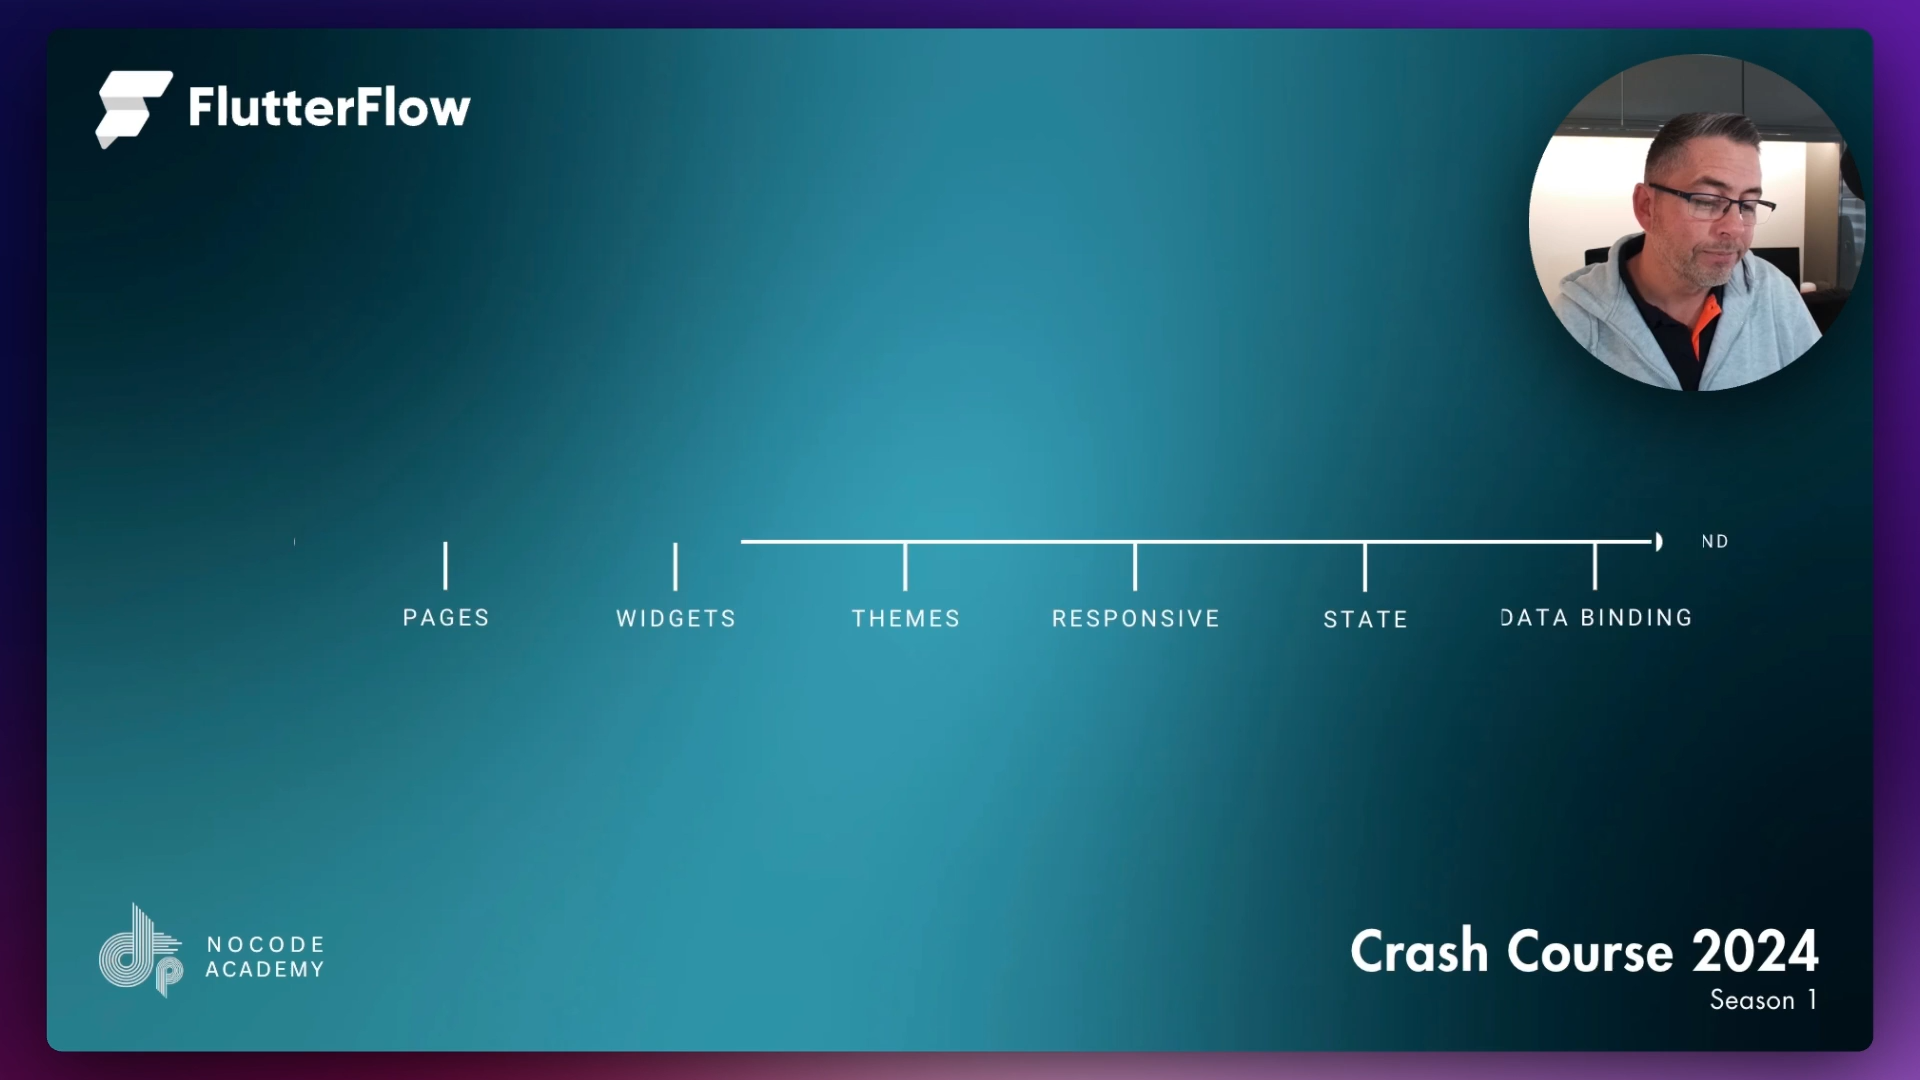 FlutterFlow
ND
PAGES
WIDGETS
THEMES
RESPONSIVE
STATE
DATA BINDING
NOCODE
ACADEMY
Crash Course 2024
Season 1